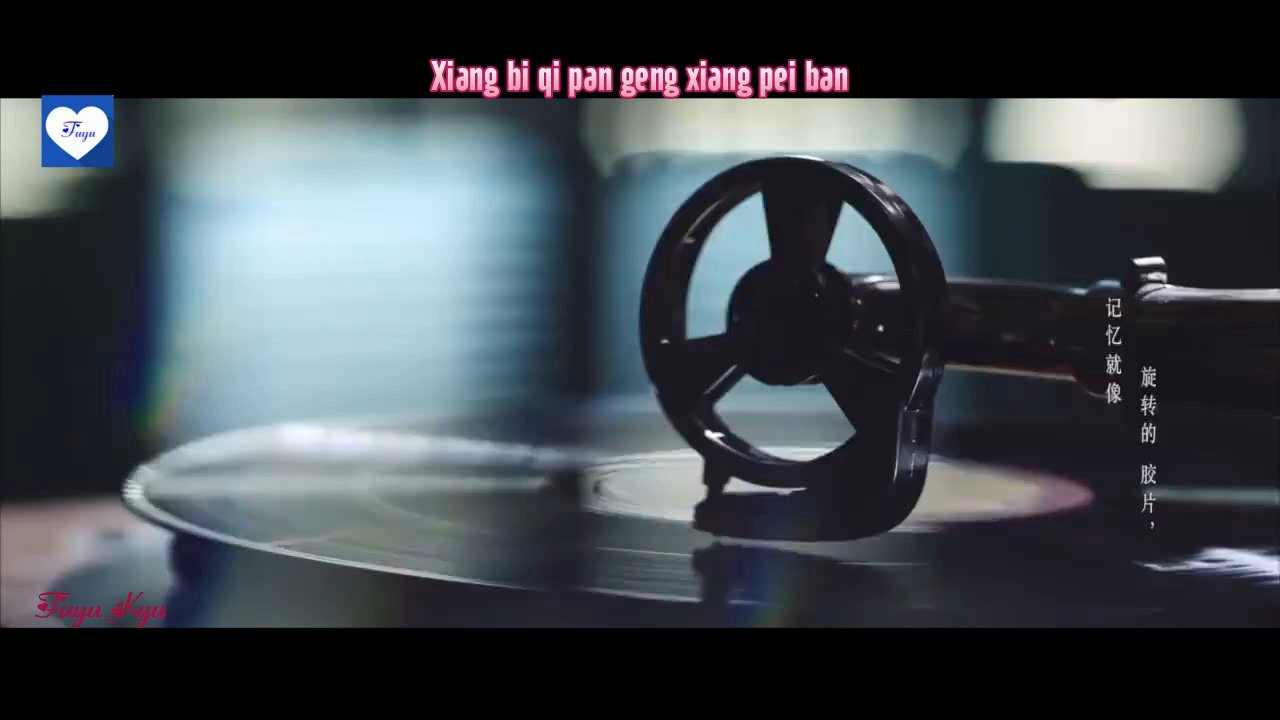 Xiang bi qi pan geng xiang pei ban
Fuyu
记忆就像
旋转的 胶片，
Fuyu Kyu